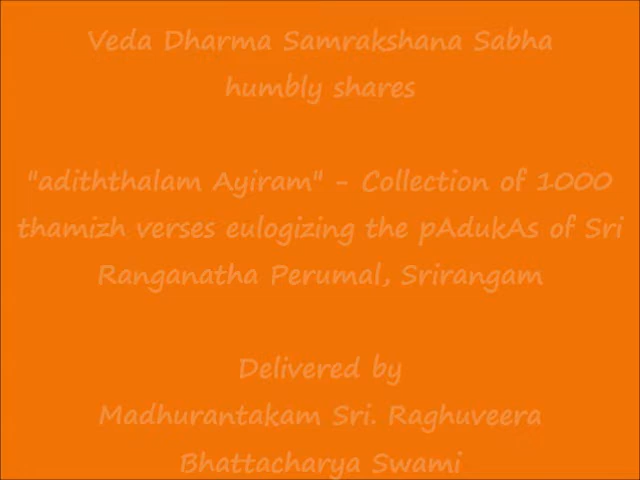 Veda Dharma Samrakshana Sabha
humbly shares
"adiththalam Ayiram" - Collection of 1000
thamizh verses eulogizing the pAdukAs of Sri
Ranganatha Perumal, Srirangam
Delivered by
Madhurantakam Sri. Raghuveera
Bhattacharya Swami